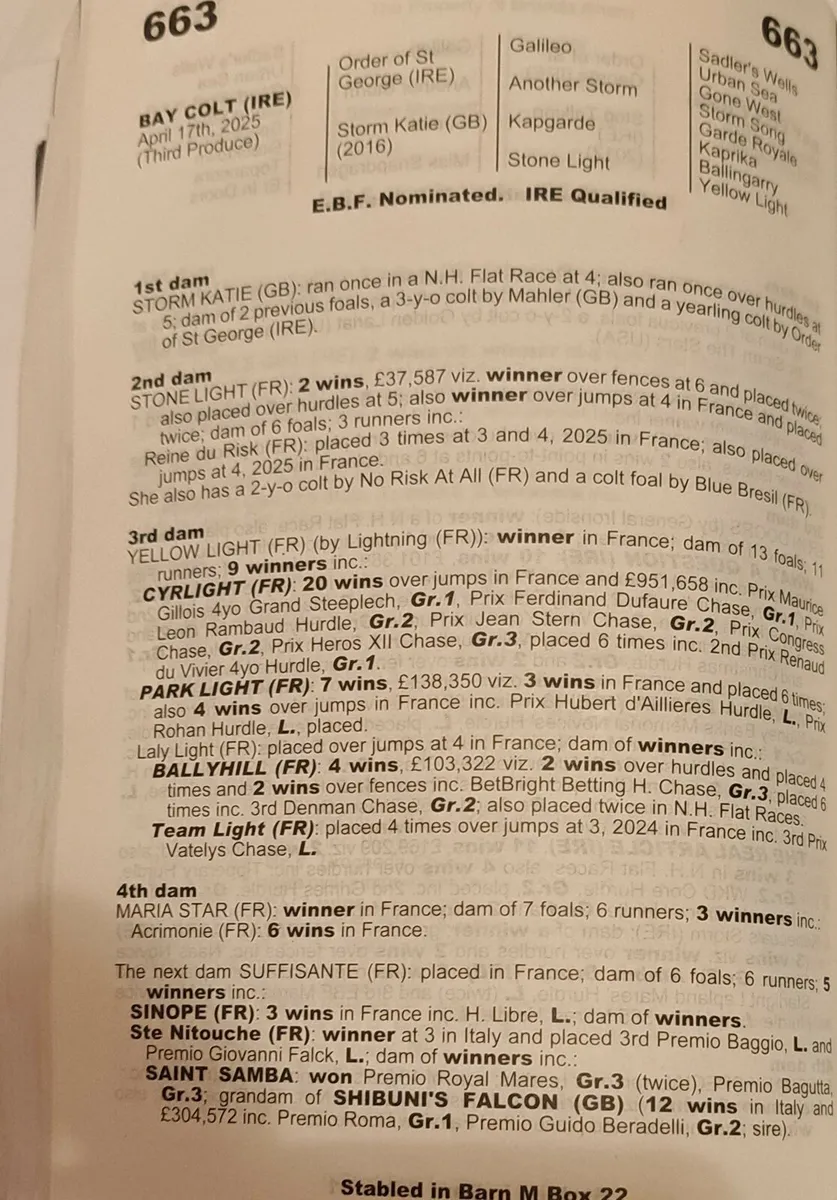 663
663
BAY COLT (IRE)
April 17th, 2025
(Third Produce)
Order of St
George (IRE)
Storm Katie (GB)
(2016)
Galileo
Another Storm
Kapgarde
Stone Light
Sadler's Wells
Urban Sea
Gone West
Storm Song
Garde Royale
Kaprika
Ballingarry
Yellow Light
E.B.F. Nominated. IRE Qualified
1st dam
STORM KATIE (GB): ran once in a N.H. Flat Race at 4; also ran once over hurdles at
5; dam of 2 previous foals, a 3-y-o colt by Mahler (GB) and a yearling colt by Order
of St George (IRE).
2nd dam
STONE LIGHT (FR): 2 wins, £37,587 viz. winner over fences at 6 and placed twice,
also placed over hurdles at 5; also winner over jumps at 4 in France and placed
twice; dam of 6 foals; 3 runners inc.:
Reine du Risk (FR): placed 3 times at 3 and 4, 2025 in France; also placed over
jumps at 4, 2025 in France.
She also has a 2-y-o colt by No Risk At All (FR) and a colt foal by Blue Bresil (FR).
3rd dam
YELLOW LIGHT (FR) (by Lightning (FR)): winner in France; dam of 13 foals; 11
runners; 9 winners inc.:
CYRLIGHT (FR): 20 wins over jumps in France and £951,658 inc. Prix Maurice
Gillois 4yo Grand Steeplech, Gr.1, Prix Ferdinand Dufaure Chase, Gr.1, Prix
Leon Rambaud Hurdle, Gr.2, Prix Jean Stern Chase, Gr.2, Prix Congress
Chase, Gr.2, Prix Heros XII Chase, Gr.3, placed 6 times inc. 2nd Prix Renaud
du Vivier 4yo Hurdle, Gr.1.
PARK LIGHT (FR): 7 wins, £138,350 viz. 3 wins in France and placed 6 times;
also 4 wins over jumps in France inc. Prix Hubert d'Aillieres Hurdle, L., Prix
Rohan Hurdle, L., placed.
Laly Light (FR): placed over jumps at 4 in France; dam of winners inc.:
BALLYHILL (FR): 4 wins, £103,322 viz. 2 wins over hurdles and placed 4
times and 2 wins over fences inc. BetBright Betting H. Chase, Gr.3, placed 6
times inc. 3rd Denman Chase, Gr.2; also placed twice in N.H. Flat Races.
Team Light (FR): placed 4 times over jumps at 3, 2024 in France inc. 3rd Prix
Vatelys Chase, L.
4th dam
MARIA STAR (FR): winner in France; dam of 7 foals; 6 runners; 3 winners inc.:
Acrimonie (FR): 6 wins in France.
The next dam SUFFISANTE (FR): placed in France; dam of 6 foals; 6 runners; 5
winners inc.:
SINOPE (FR): 3 wins in France inc. H. Libre, L.; dam of winners.
Ste Nitouche (FR): winner at 3 in Italy and placed 3rd Premio Baggio, L. and
Premio Giovanni Falck, L.; dam of winners inc.:
SAINT SAMBA: won Premio Royal Mares, Gr.3 (twice), Premio Bagutta,
Gr.3; grandam of SHIBUNI'S FALCON (GB) (12 wins in Italy and
£304,572 inc. Premio Roma, Gr.1, Premio Guido Beradelli, Gr.2; sire).
Stabled in Barn M Box 22